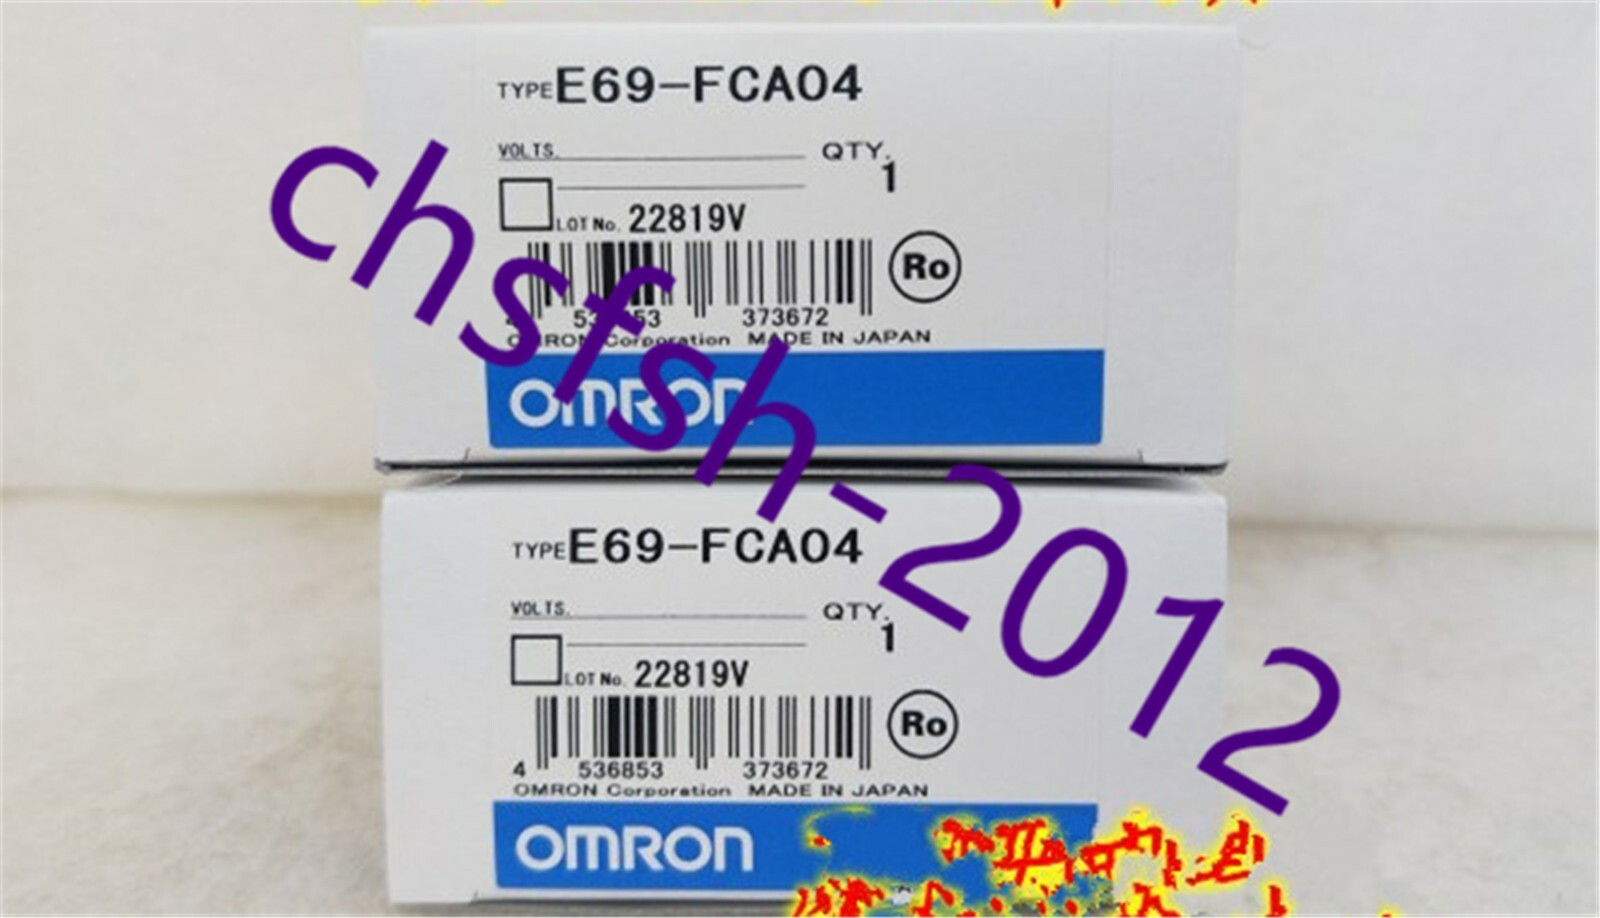 TYPE E69-FCA04
VOLTS. QTY.
1
LOT No. 22819V
Ro
373672
OMRON Corporation MADE IN JAPAN
OMRON
chsfsh-2012
TYPE E69-FCA04
VOLTS. QTY.
1
LOT No. 22819V
Ro
4 536853 373672
OMRON Corporation MADE IN JAPAN
OMRON